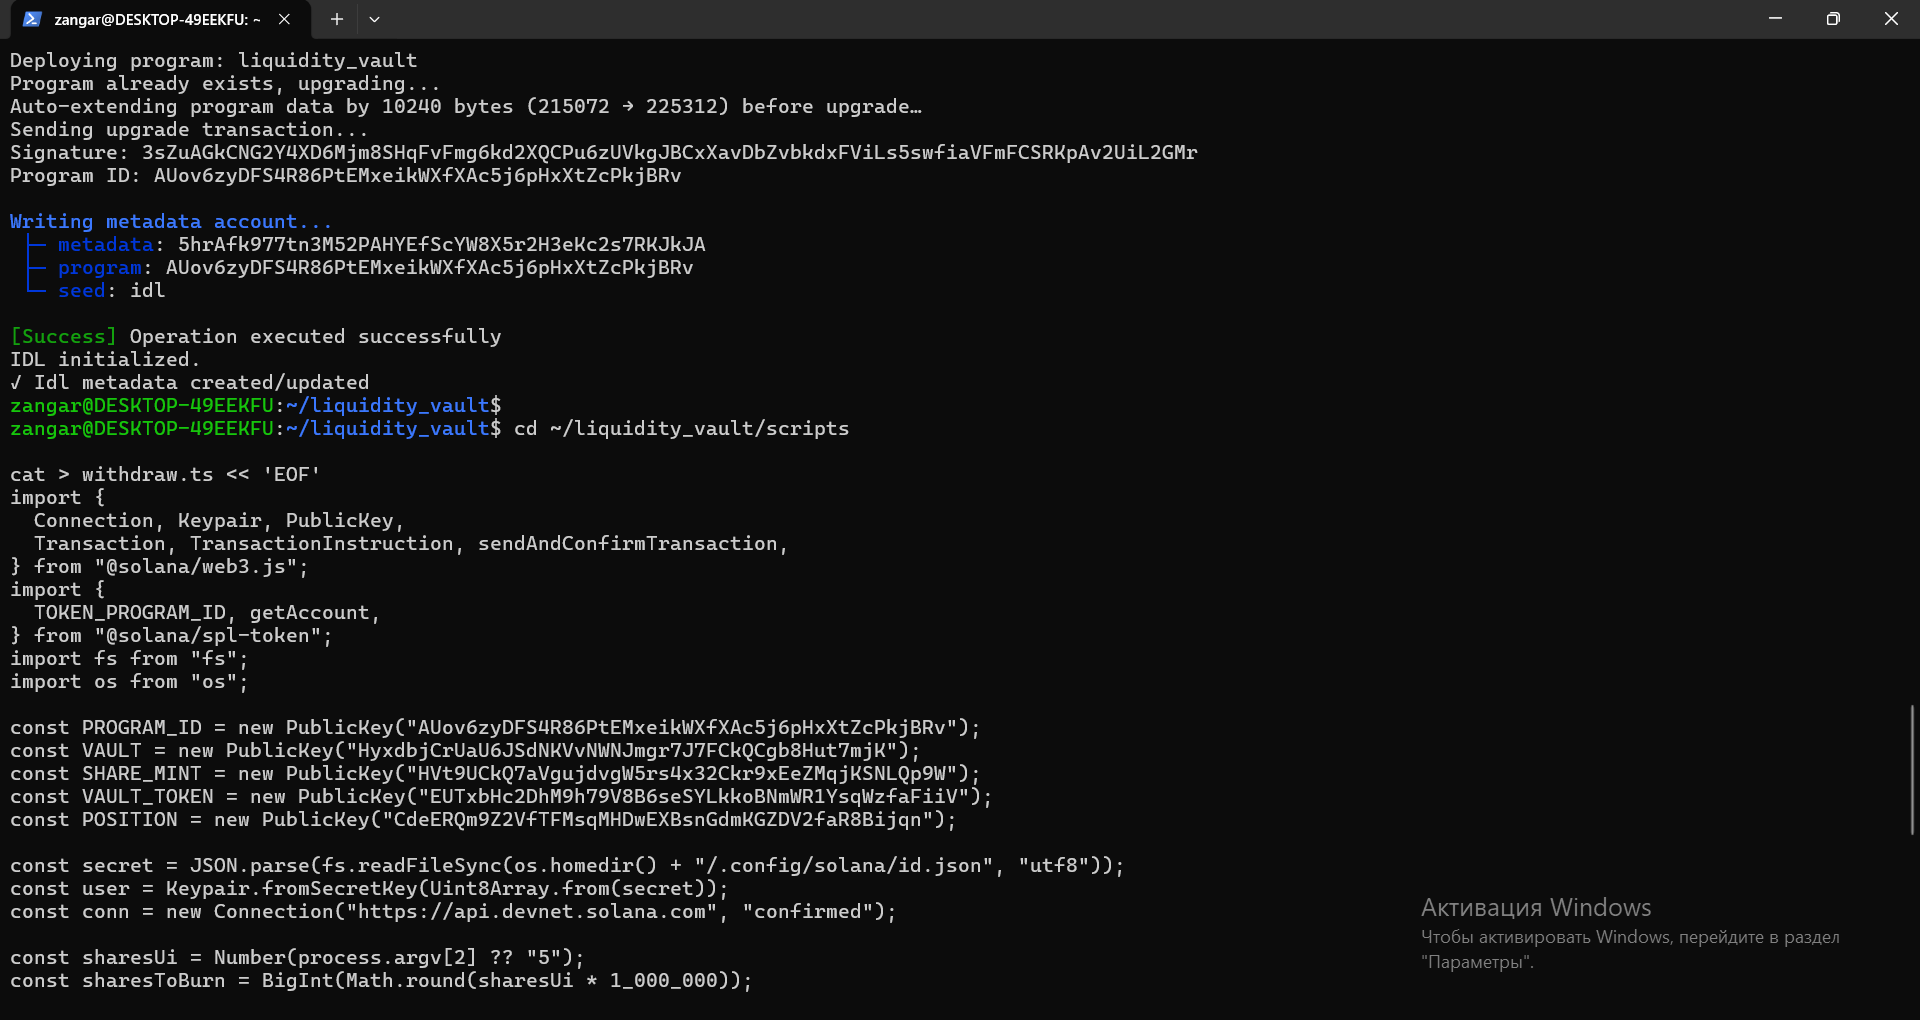 zangar@DESKTOP-49EEKFU: ~
Deploying program: liquidity_vault
Program already exists, upgrading...
Auto-extending program data by 10240 bytes (215072 → 225312) before upgrade…
Sending upgrade transaction...
Signature: 3sZuAGkCNG2Y4XD6Mjm8SHqFvFmg6kd2XQCPu6zUVkgJBCxXavDbZvbkdxFViLs5swfiaVFmFCSRKpAv2UiL2GMr
Program ID: AUov6zyDFS4R86PtEMxeikWXfXAc5j6pHxXtZcPkjBRv
Writing metadata account...
├─ metadata: 5hrAfk977tn3M52PAHYEfScYW8X5r2H3eKc2s7RKJkJA
├─ program: AUov6zyDFS4R86PtEMxeikWXfXAc5j6pHxXtZcPkjBRv
└─ seed: idl
[Success] Operation executed successfully
IDL initialized.
✓ Idl metadata created/updated
zangar@DESKTOP-49EEKFU:~/liquidity_vault$
zangar@DESKTOP-49EEKFU:~/liquidity_vault$ cd ~/liquidity_vault/scripts
cat > withdraw.ts << 'EOF'
import {
  Connection, Keypair, PublicKey,
  Transaction, TransactionInstruction, sendAndConfirmTransaction,
} from "@solana/web3.js";
import {
  TOKEN_PROGRAM_ID, getAccount,
} from "@solana/spl-token";
import fs from "fs";
import os from "os";
const PROGRAM_ID = new PublicKey("AUov6zyDFS4R86PtEMxeikWXfXAc5j6pHxXtZcPkjBRv");
const VAULT = new PublicKey("HyxdbjCrUaU6JSdNKVvNWNJmgr7J7FCkQCgb8Hut7mjK");
const SHARE_MINT = new PublicKey("HVt9UCkQ7aVgujdvgW5rs4x32Ckr9xEeZMqjKSNLQp9W");
const VAULT_TOKEN = new PublicKey("EUTxbHc2DhM9h79V8B6seSYLkkoBNmWR1YsqWzfaFiiV");
const POSITION = new PublicKey("CdeERQm9Z2VfTFMsqMHDwEXBsnGdmKGZDV2faR8Bijqn");
const secret = JSON.parse(fs.readFileSync(os.homedir() + "/.config/solana/id.json", "utf8"));
const user = Keypair.fromSecretKey(Uint8Array.from(secret));
const conn = new Connection("https://api.devnet.solana.com", "confirmed");
const sharesUi = Number(process.argv[2] ?? "5");
const sharesToBurn = BigInt(Math.round(sharesUi * 1_000_000));
Активация Windows
Чтобы активировать Windows, перейдите в раздел
"Параметры".